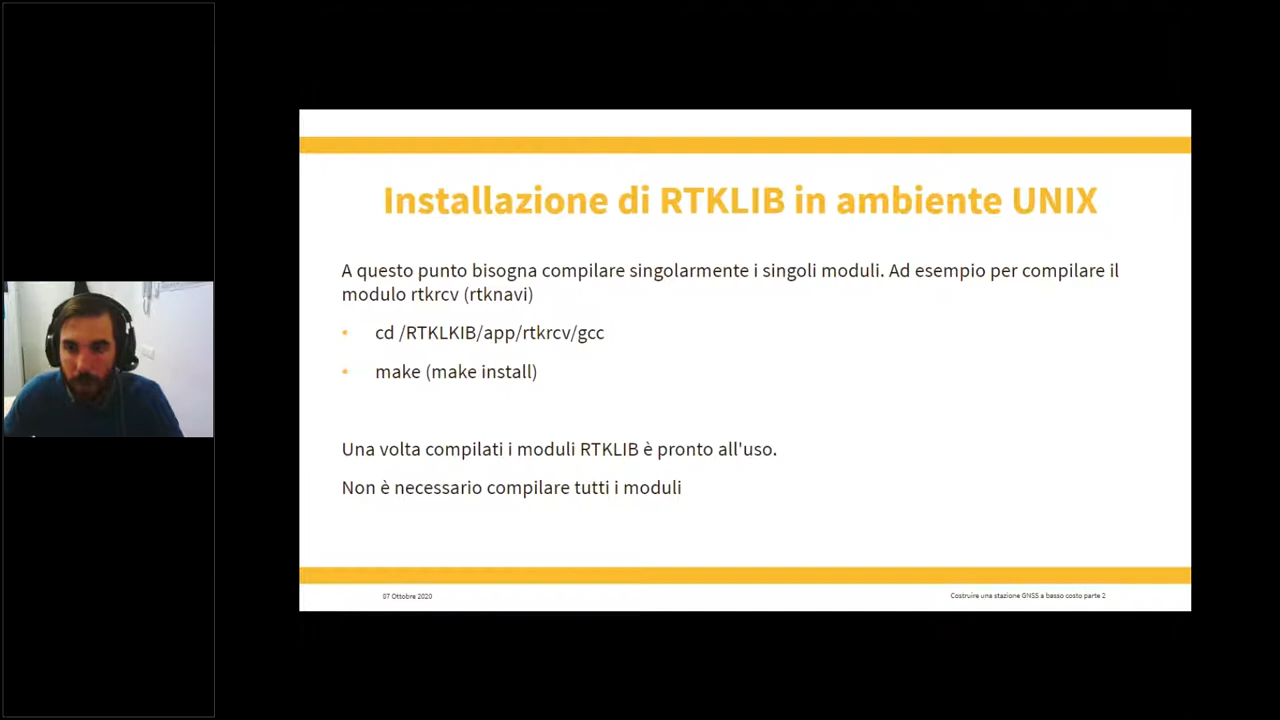 Installazione di RTKLIB in ambiente UNIX
A questo punto bisogna compilare singolarmente i singoli moduli. Ad esempio per compilare il
modulo rtkrcv (rtknavi)
• cd /RTKLKIB/app/rtkrcv/gcc
• make (make install)
Una volta compilati i moduli RTKLIB è pronto all'uso.
Non è necessario compilare tutti i moduli
07 Ottobre 2020
Costruire una stazione GNSS a basso costo parte 2